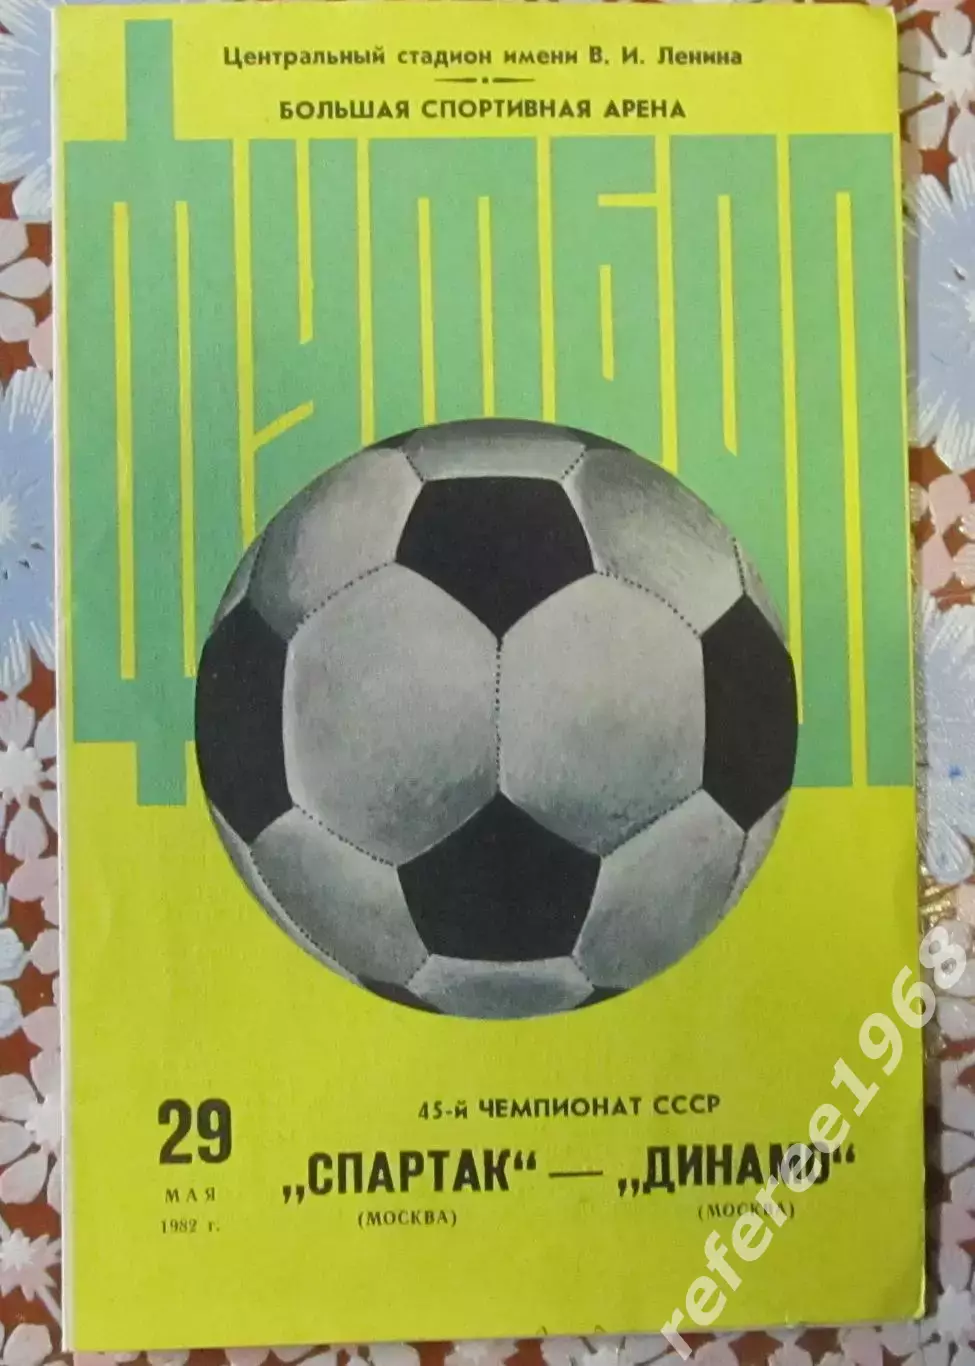 Центральный стадион имени В. И. Ленина
БОЛЬШАЯ СПОРТИВНАЯ АРЕНА
ФУТБОЛ
45-й ЧЕМПИОНАТ СССР
29
МАЯ
1982 г.
„СПАРТАК“ — „ДИНАМО“
(МОСКВА) (МОСКВА)
referee1968